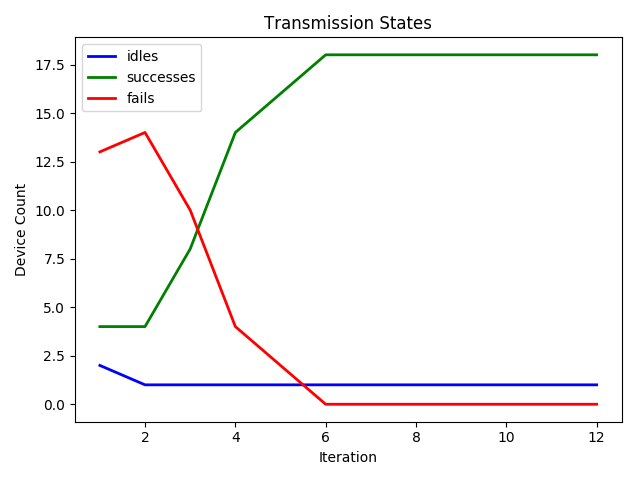 Transmission States
idles
successes
fails
17.5
15.0
12.5
10.0
7.5
5.0
2.5
0.0
Device Count
2 4 6 8 10 12
Iteration